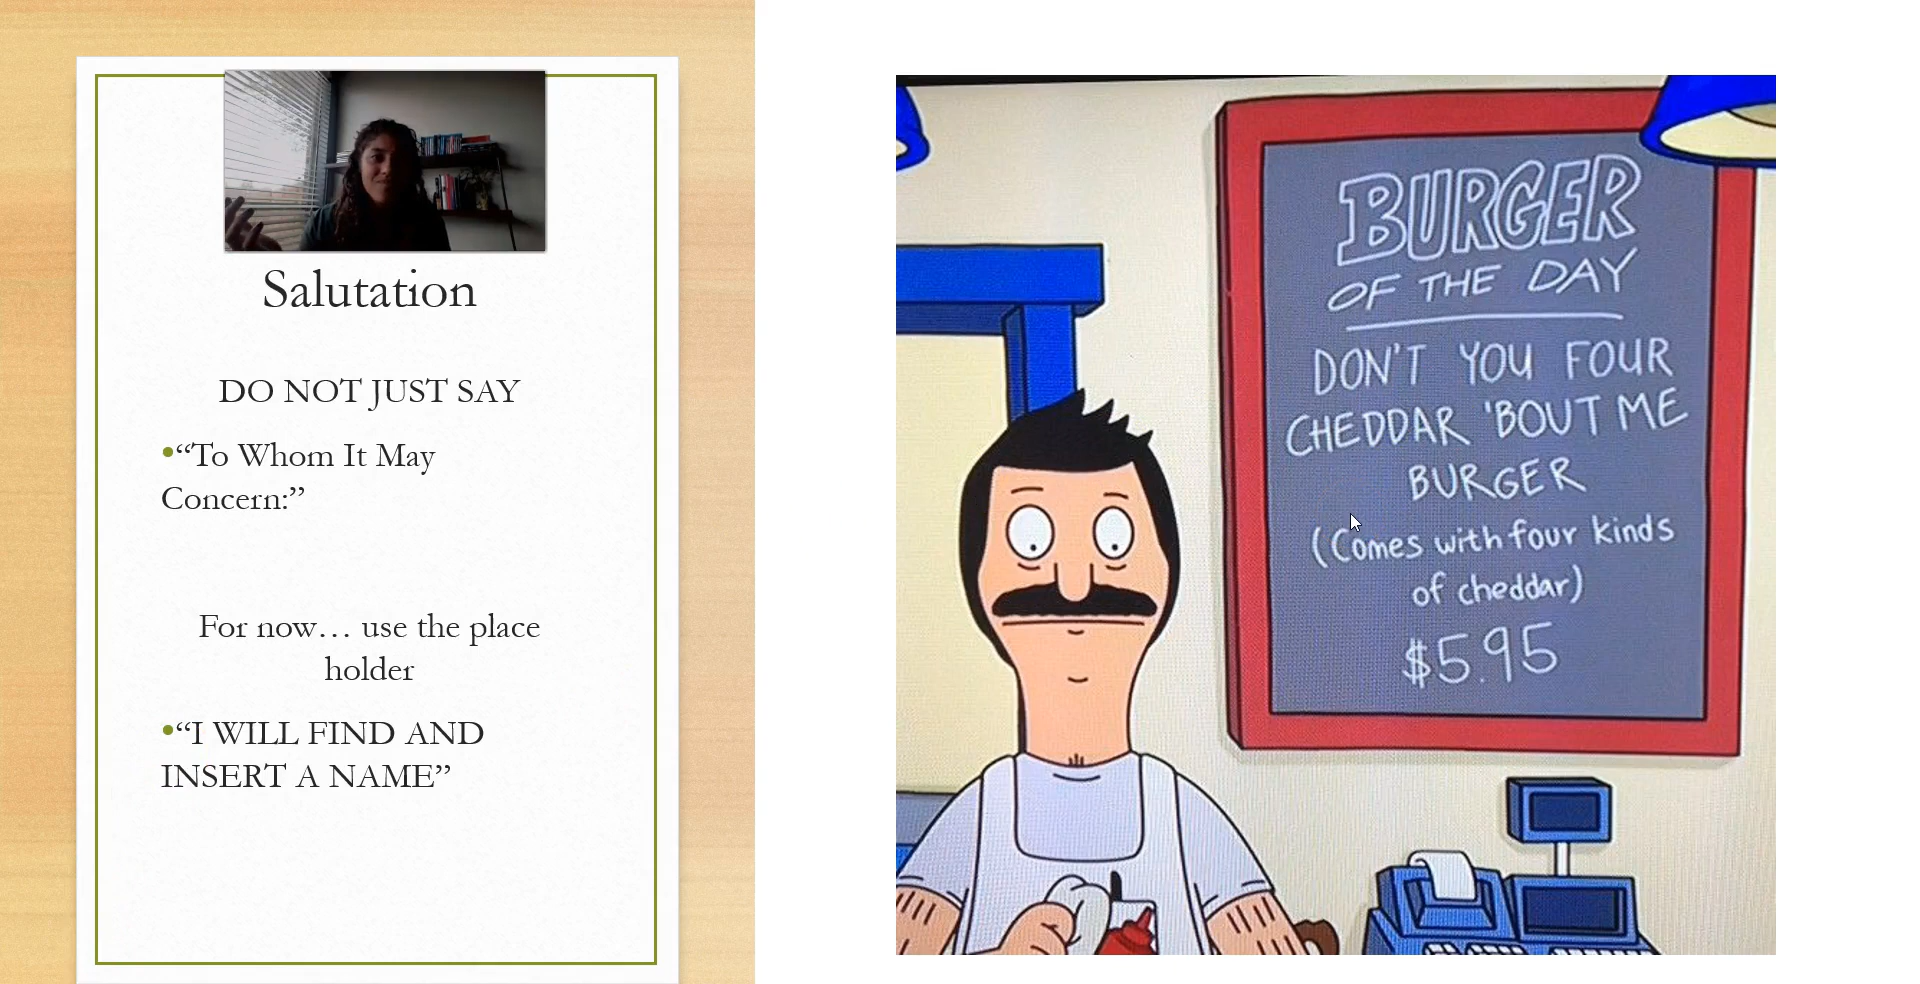 Salutation
DO NOT JUST SAY
•“To Whom It May
Concern:”
For now… use the place
holder
•“I WILL FIND AND
INSERT A NAME”
BURGER
OF THE DAY
DON'T YOU FOUR
CHEDDAR 'BOUT ME
BURGER
(Comes with four kinds
of cheddar)
$5.95